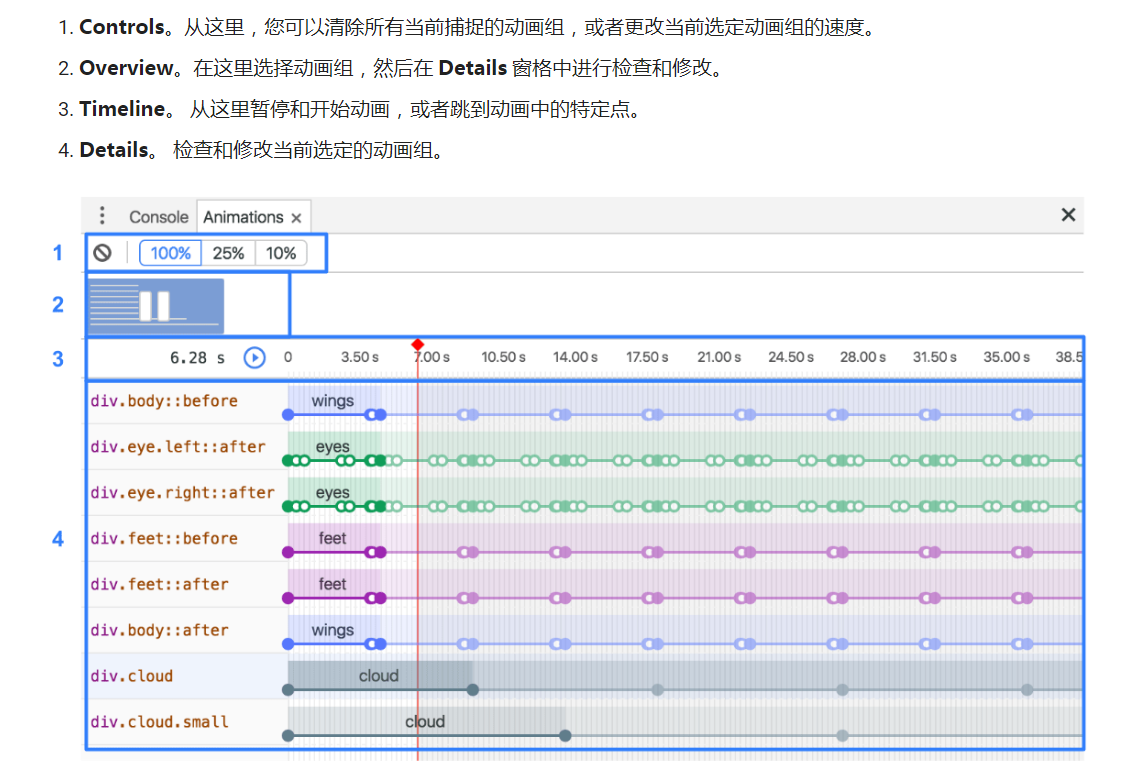 1. Controls。从这里，您可以清除所有当前捕捉的动画组，或者更改当前选定动画组的速度。
2. Overview。在这里选择动画组，然后在 Details 窗格中进行检查和修改。
3. Timeline。 从这里暂停和开始动画，或者跳到动画中的特定点。
4. Details。 检查和修改当前选定的动画组。
Console Animations ×
1 100% 25% 10%
2
3 6.28 s 0 3.50 s 7.00 s 10.50 s 14.00 s 17.50 s 21.00 s 24.50 s 28.00 s 31.50 s 35.00 s 38.5
div.body::before wings
div.eye.left::after eyes
div.eye.right::after eyes
4 div.feet::before feet
div.feet::after feet
div.body::after wings
div.cloud cloud
div.cloud.small cloud